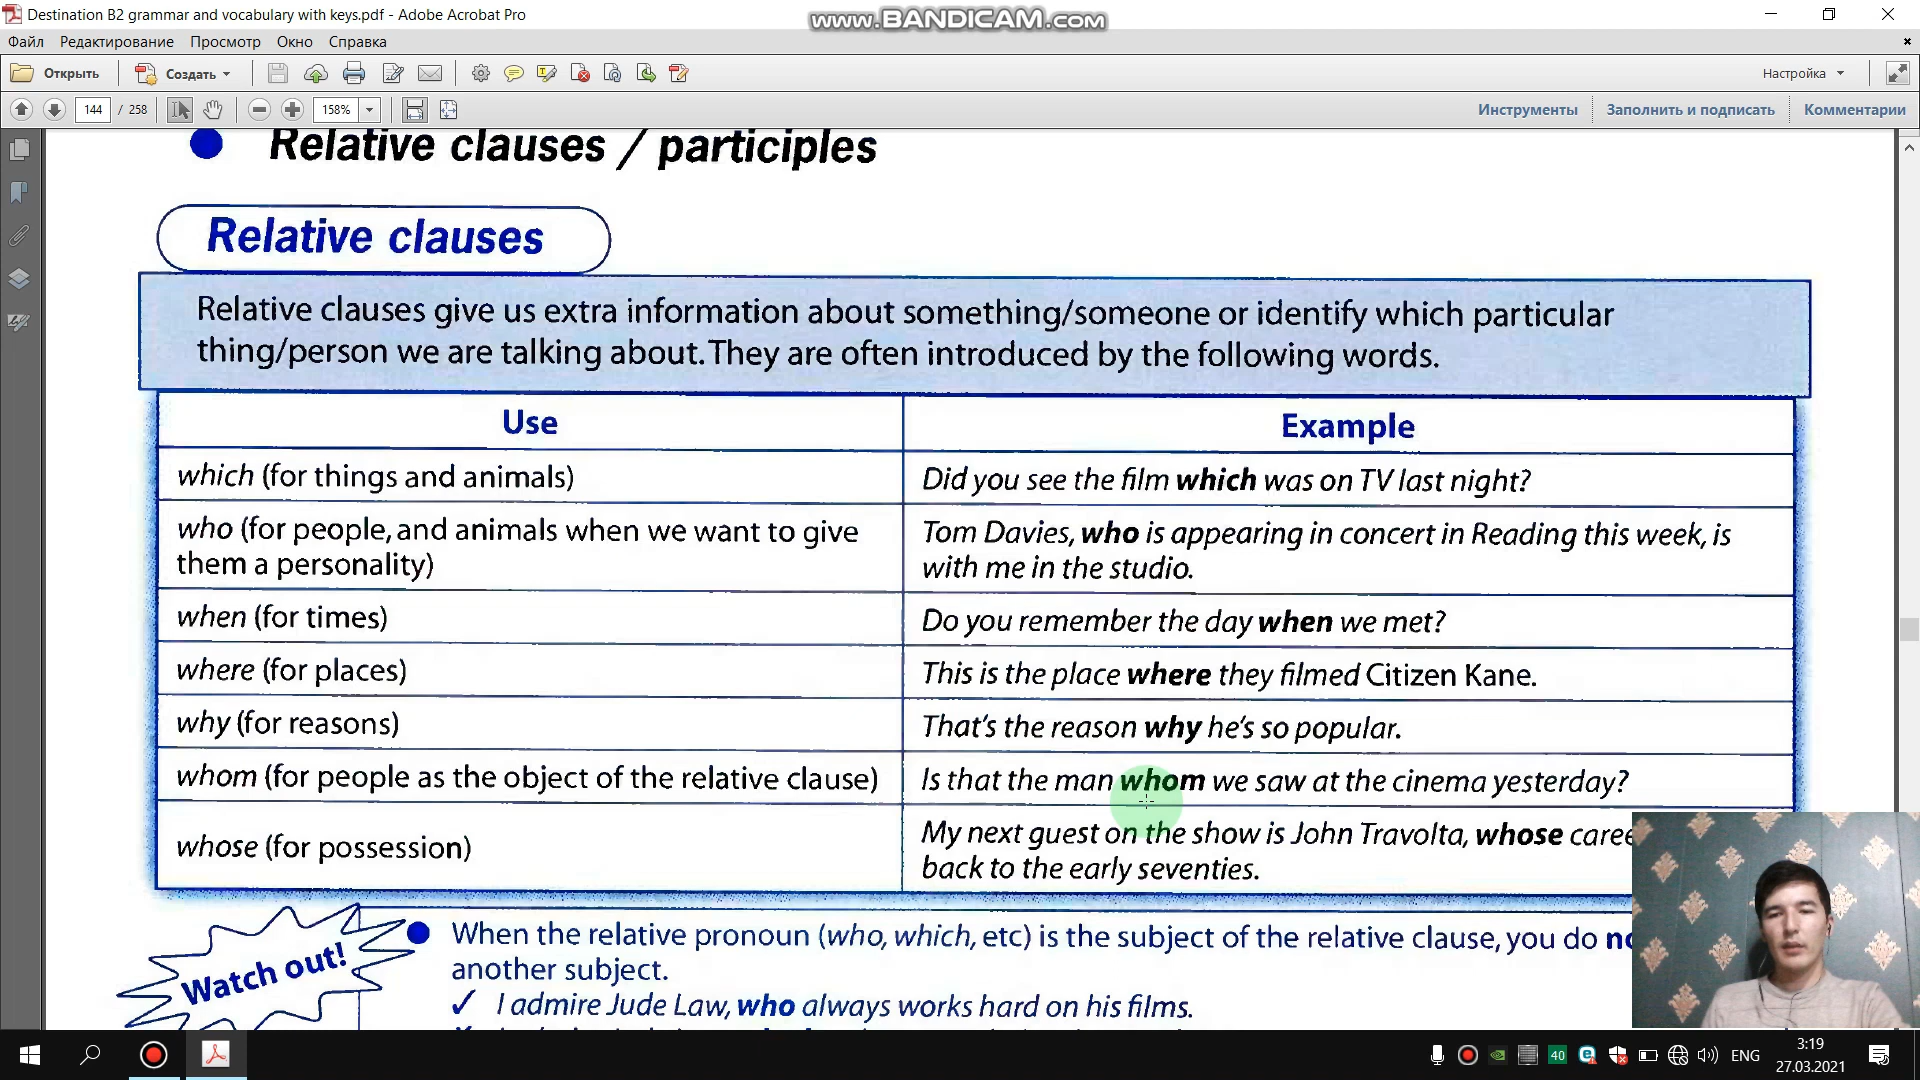 Destination B2 grammar and vocabulary with keys.pdf - Adobe Acrobat Pro
www.BANDICAM.com
Файл Редактирование Просмотр Окно Справка
Открыть Создать Настройка
144 / 258 158% Инструменты Заполнить и подписать Комментарии
Relative clauses / participles
Relative clauses
Relative clauses give us extra information about something/someone or identify which particular
thing/person we are talking about. They are often introduced by the following words.
Use Example
which (for things and animals) Did you see the film which was on TV last night?
who (for people, and animals when we want to give
them a personality)
Tom Davies, who is appearing in concert in Reading this week, is
with me in the studio.
when (for times) Do you remember the day when we met?
where (for places) This is the place where they filmed Citizen Kane.
why (for reasons) That's the reason why he's so popular.
whom (for people as the object of the relative clause) Is that the man whom we saw at the cinema yesterday?
whose (for possession)
My next guest on the show is John Travolta, whose caree
back to the early seventies.
Watch out!
When the relative pronoun (who, which, etc) is the subject of the relative clause, you do
another subject.
✓ I admire Jude Law, who always works hard on his films.
40 ENG
3:19
27.03.2021